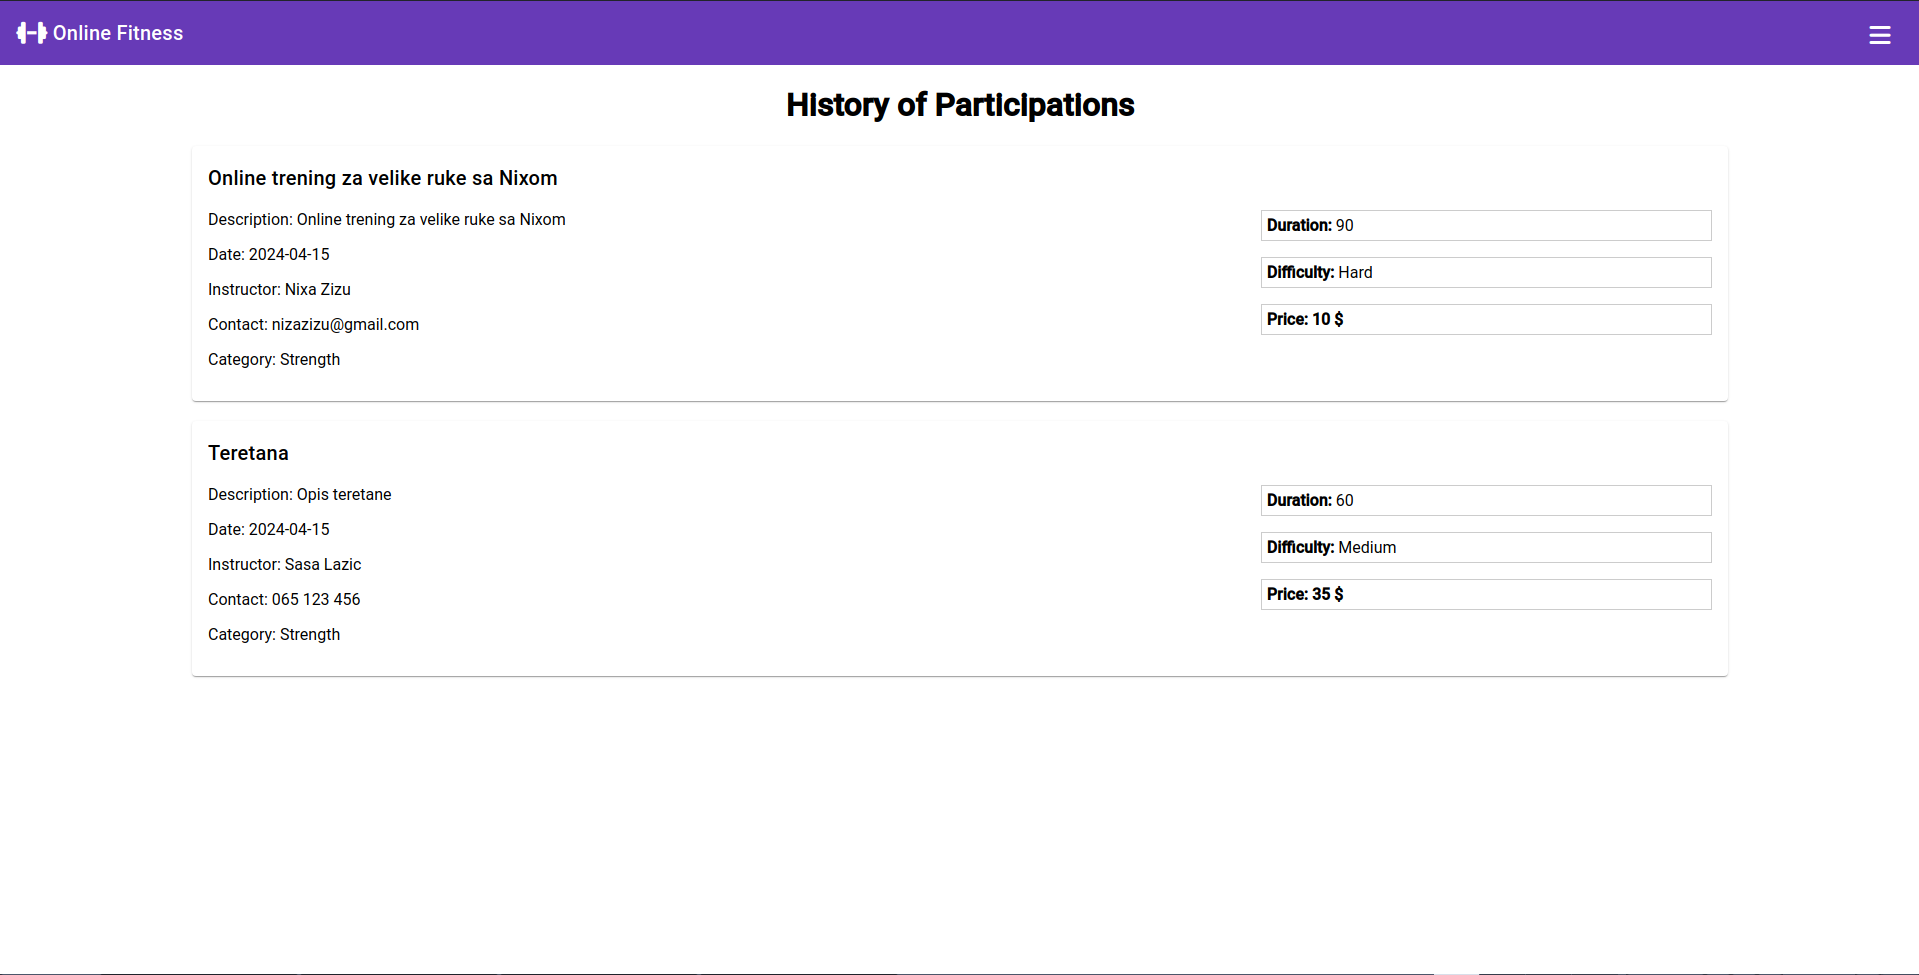 Online Fitness
History of Participations
Online trening za velike ruke sa Nixom
Description: Online trening za velike ruke sa Nixom
Date: 2024-04-15
Instructor: Nixa Zizu
Contact: nizazizu@gmail.com
Category: Strength
Duration: 90
Difficulty: Hard
Price: 10 $
Teretana
Description: Opis teretane
Date: 2024-04-15
Instructor: Sasa Lazic
Contact: 065 123 456
Category: Strength
Duration: 60
Difficulty: Medium
Price: 35 $